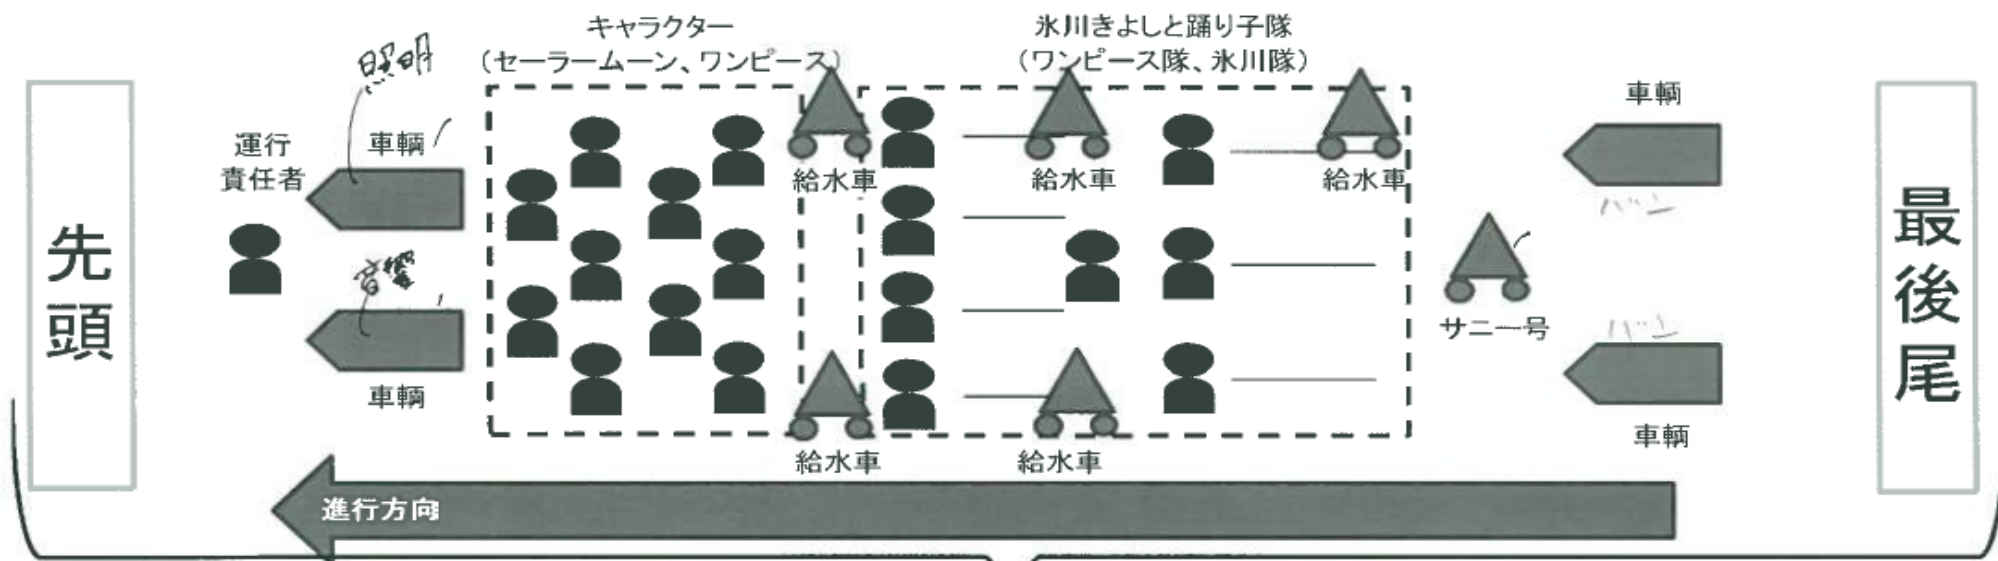 キャラクター
（セーラームーン、ワンピース）
氷川きよしと踊り子隊
（ワンピース隊、氷川隊）
照明
車輌
運行
責任者
音響
車輌
先頭
給水車
給水車
給水車
給水車
給水車
サニー号
車輌
バン
バン
車輌
最後尾
進行方向